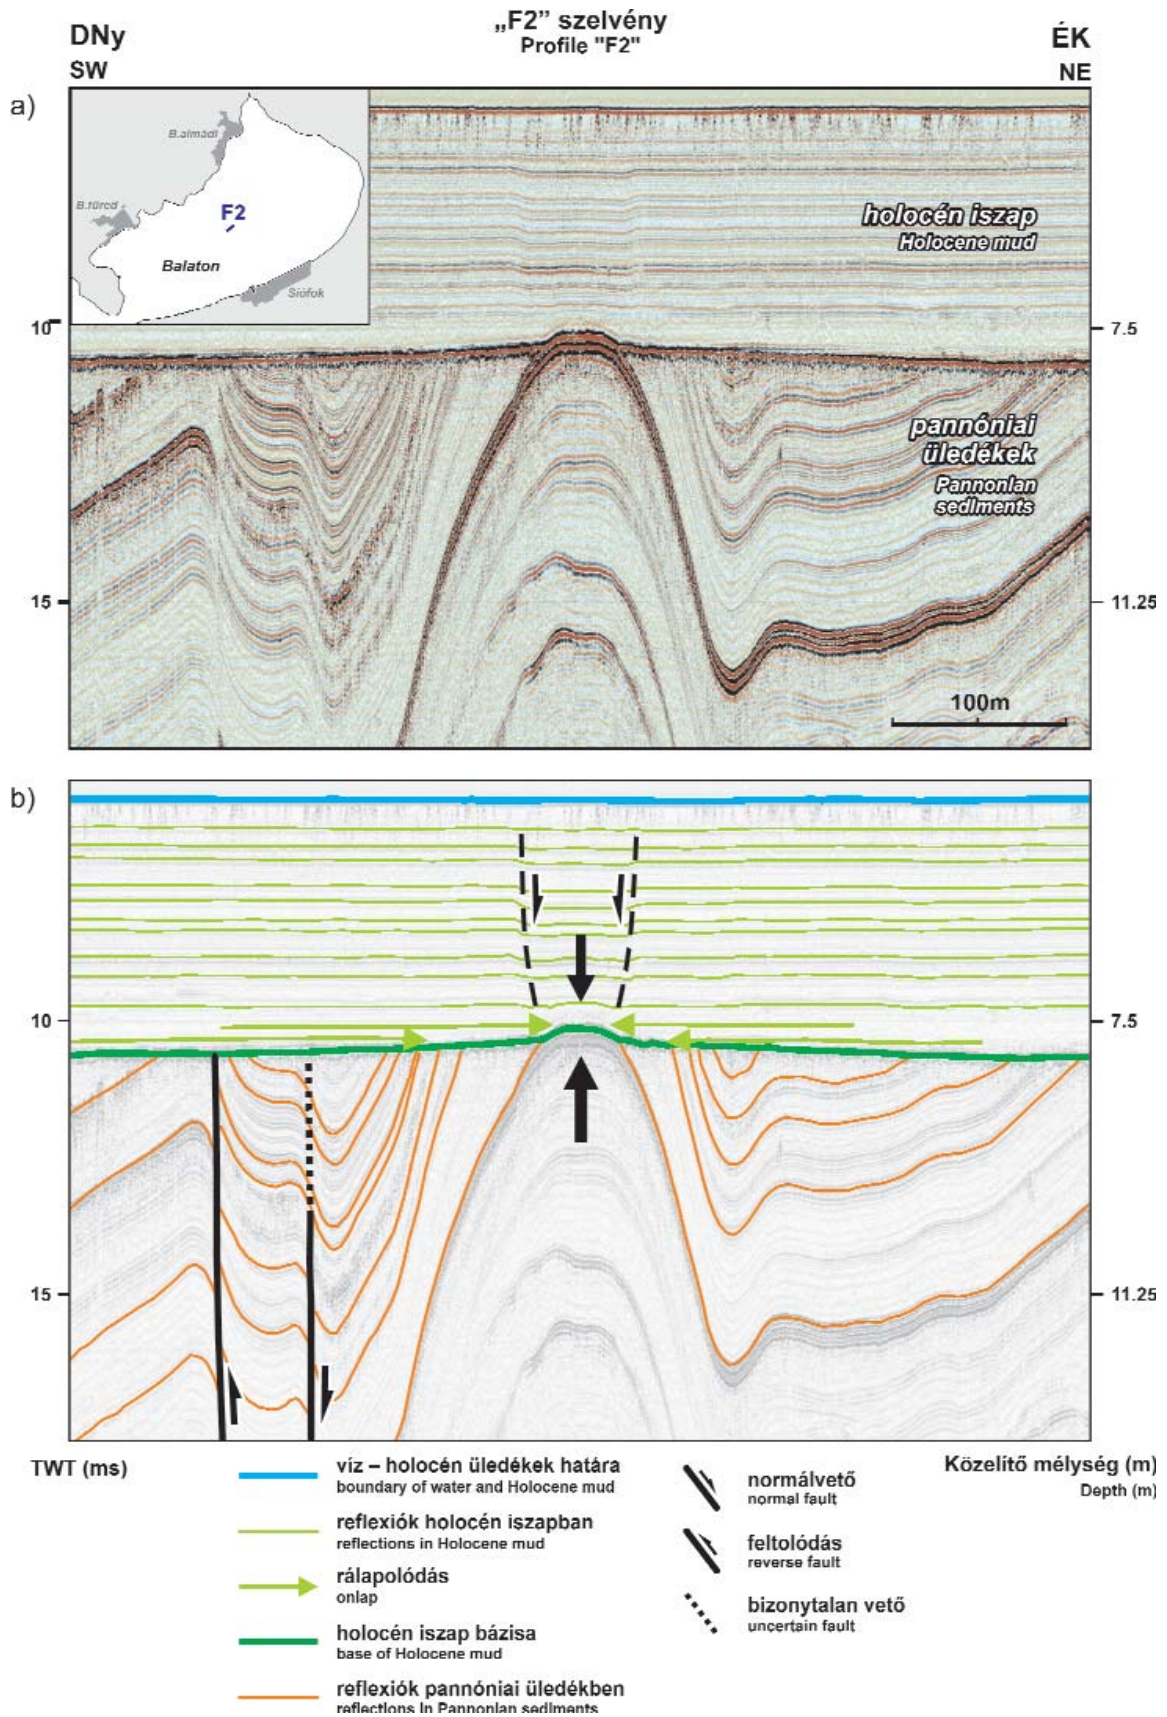 „F2” szelvény
Profile "F2"
DNy
SW
ÉK
NE
a)
B.almádi
B.füred
F2
Balaton
Siófok
holocén iszap
Holocene mud
10
7.5
pannóniai
üledékek
Pannonian
sediments
15
11.25
100m
b)
10
7.5
15
11.25
TWT (ms)
Közelítő mélység (m)
Depth (m)
víz – holocén üledékek határa
boundary of water and Holocene mud
reflexiók holocén iszapban
reflections in Holocene mud
rálapolódás
onlap
holocén iszap bázisa
base of Holocene mud
reflexiók pannóniai üledékben
reflections in Pannonian sediments
normálvető
normal fault
feltolódás
reverse fault
bizonytalan vető
uncertain fault